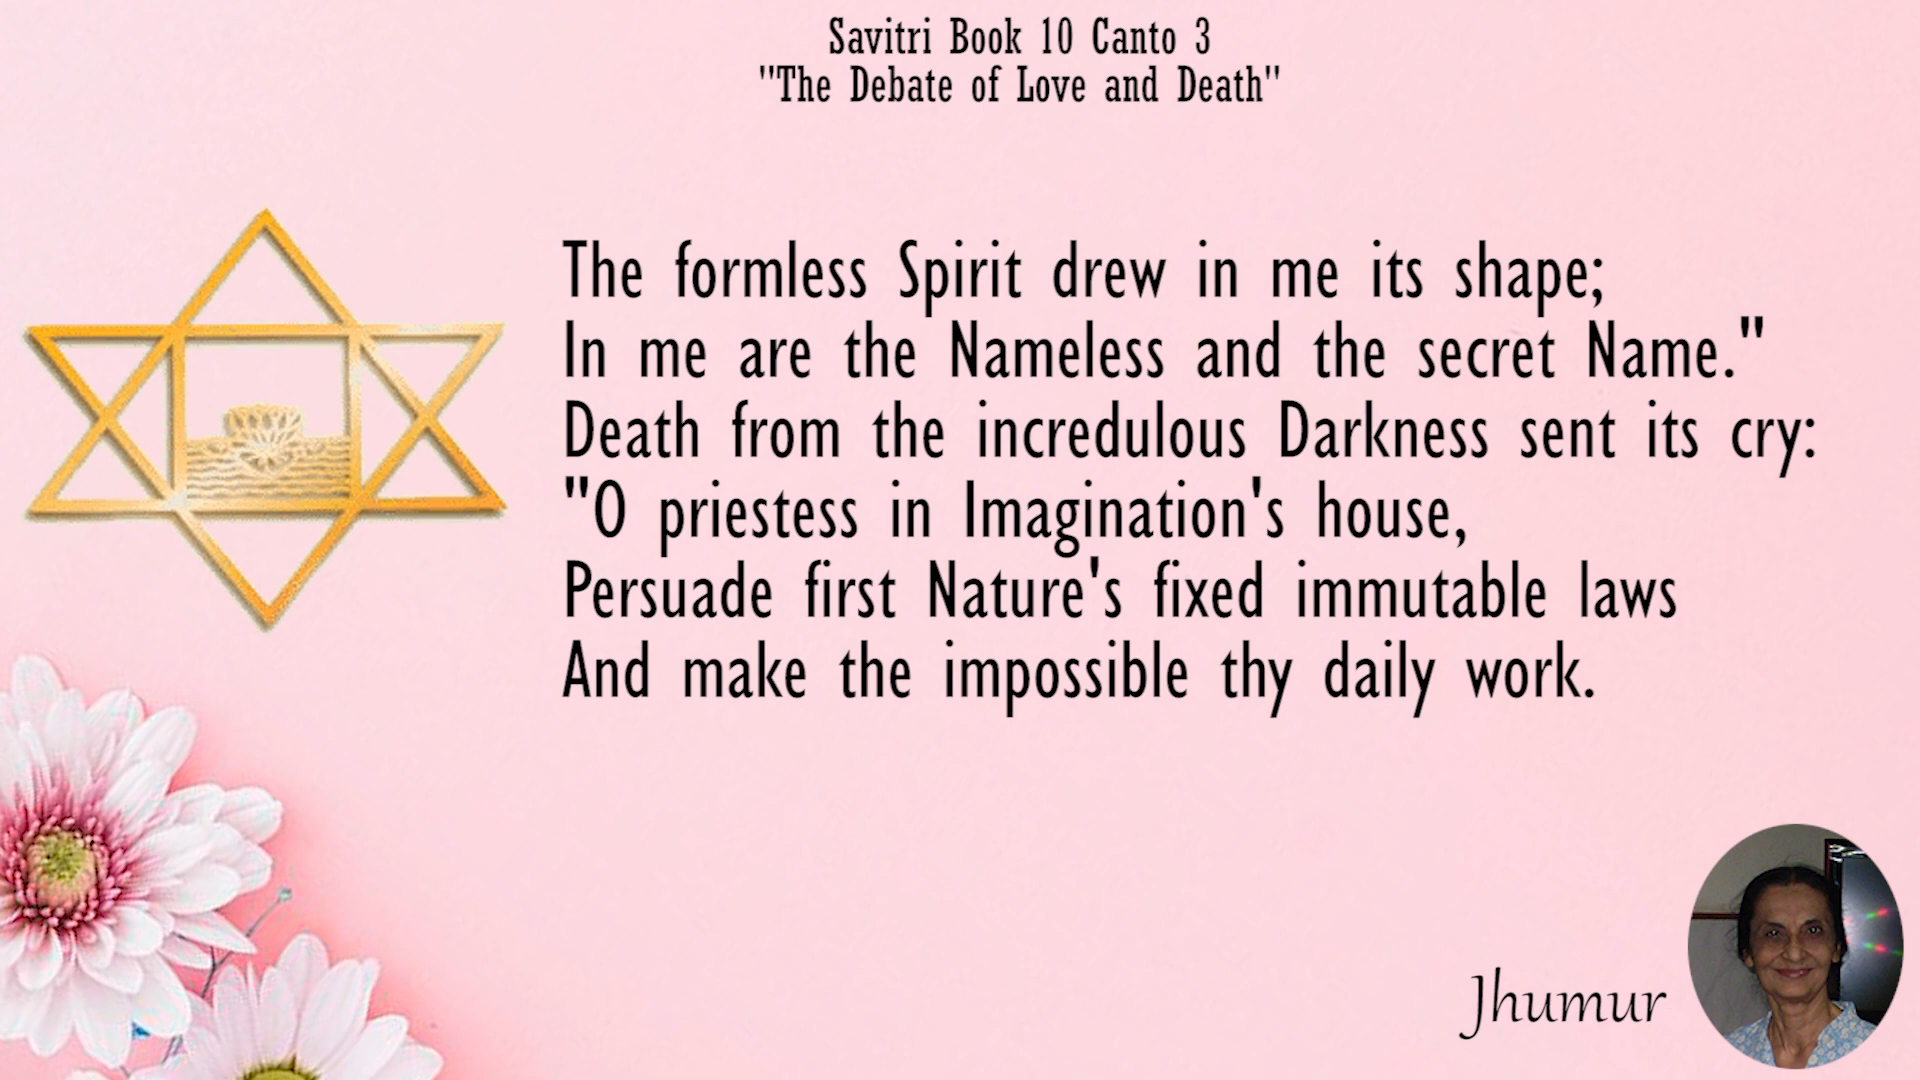 Savitri Book 10 Canto 3
"The Debate of Love and Death"
The formless Spirit drew in me its shape;
In me are the Nameless and the secret Name."
Death from the incredulous Darkness sent its cry:
"O priestess in Imagination's house,
Persuade first Nature's fixed immutable laws
And make the impossible thy daily work.
Jhumur